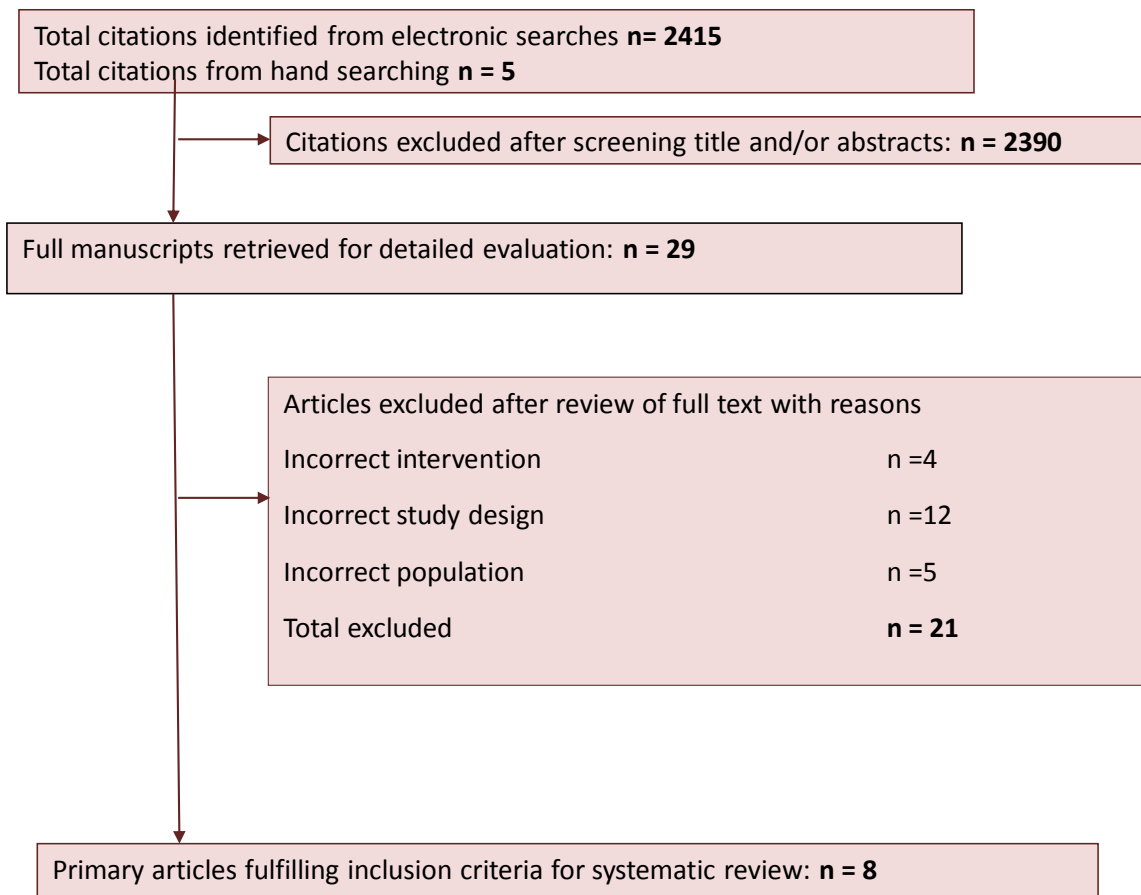 Total citations identified from electronic searches n= 2415
Total citations from hand searching n = 5
Citations excluded after screening title and/or abstracts: n = 2390
Full manuscripts retrieved for detailed evaluation: n = 29
Articles excluded after review of full text with reasons
Incorrect intervention n =4
Incorrect study design n =12
Incorrect population n =5
Total excluded n = 21
Primary articles fulfilling inclusion criteria for systematic review: n = 8